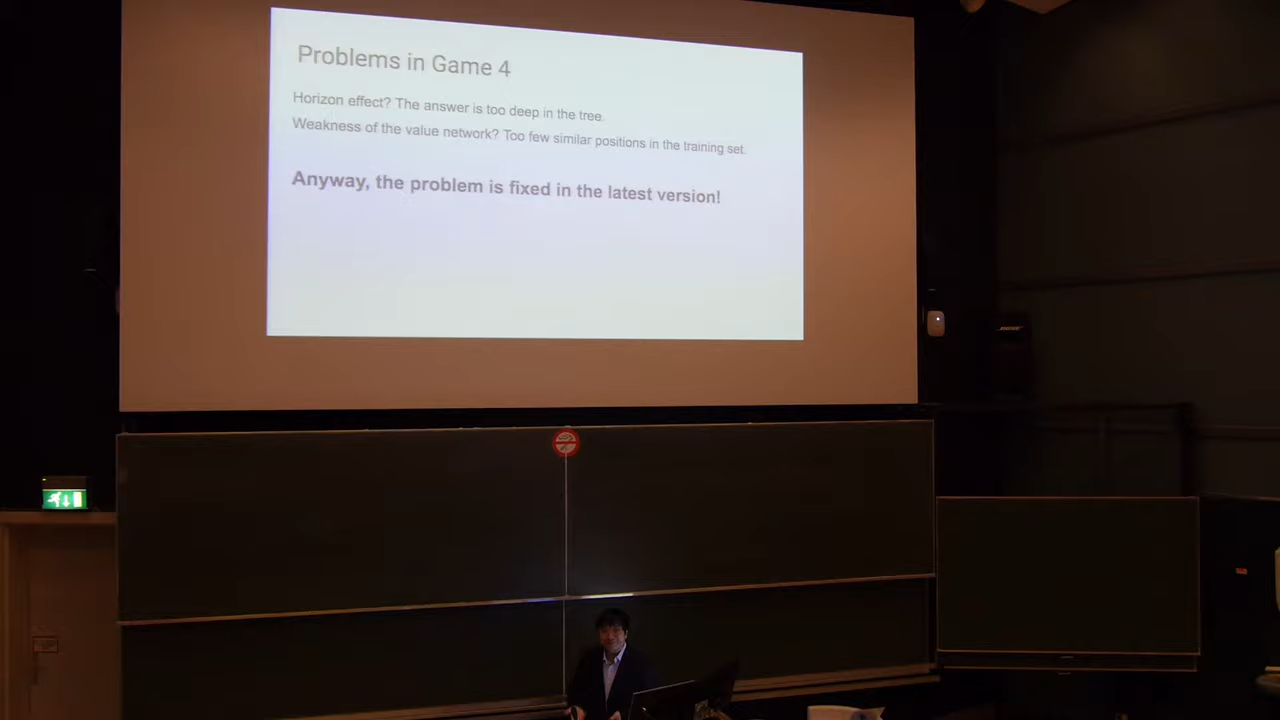 Problems in Game 4
Horizon effect? The answer is too deep in the tree.
Weakness of the value network? Too few similar positions in the training set.
Anyway, the problem is fixed in the latest version!
BOSE